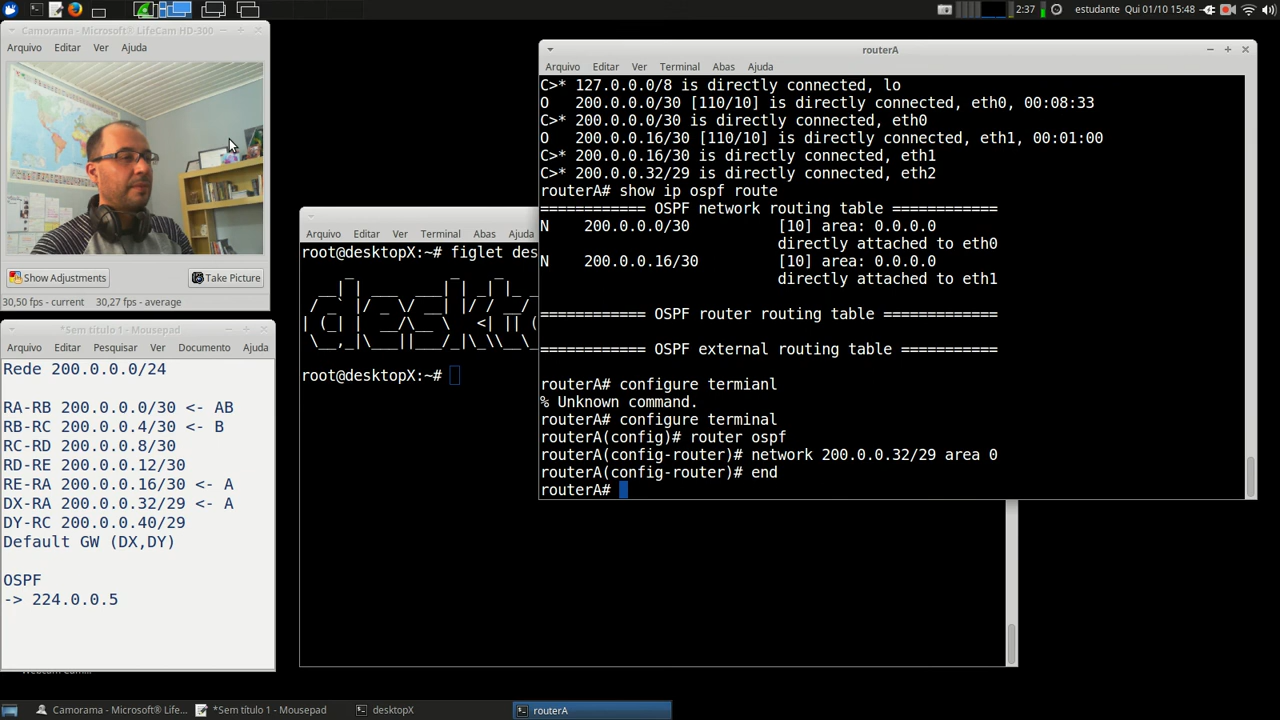 2:37
estudante
Qui 01/10 15:48
Camorama - Microsoft® LifeCam HD-300
Arquivo Editar Ver Ajuda
Show Adjustments
Take Picture
30,50 fps - current 30,27 fps - average
*Sem título 1 - Mousepad
Arquivo Editar Pesquisar Ver Documento Ajuda
Rede 200.0.0.0/24
RA-RB 200.0.0.0/30 <- AB
RB-RC 200.0.0.4/30 <- B
RC-RD 200.0.0.8/30
RD-RE 200.0.0.12/30
RE-RA 200.0.0.16/30 <- A
DX-RA 200.0.0.32/29 <- A
DY-RC 200.0.0.40/29
Default GW (DX,DY)
OSPF
-> 224.0.0.5
Arquivo Editar Ver Terminal Abas Ajuda
root@desktopX:~# figlet des
root@desktopX:~#
routerA
Arquivo Editar Ver Terminal Abas Ajuda
C>* 127.0.0.0/8 is directly connected, lo
O   200.0.0.0/30 [110/10] is directly connected, eth0, 00:08:33
C>* 200.0.0.0/30 is directly connected, eth0
O   200.0.0.16/30 [110/10] is directly connected, eth1, 00:01:00
C>* 200.0.0.16/30 is directly connected, eth1
C>* 200.0.0.32/29 is directly connected, eth2
routerA# show ip ospf route
============ OSPF network routing table ============
N    200.0.0.0/30          [10] area: 0.0.0.0
directly attached to eth0
N    200.0.0.16/30         [10] area: 0.0.0.0
directly attached to eth1
============ OSPF router routing table =============
============ OSPF external routing table ===========
routerA# configure termianl
% Unknown command.
routerA# configure terminal
routerA(config)# router ospf
routerA(config-router)# network 200.0.0.32/29 area 0
routerA(config-router)# end
routerA#
Camorama - Microsoft® LifeCa...
*Sem título 1 - Mousepad
desktopX
routerA